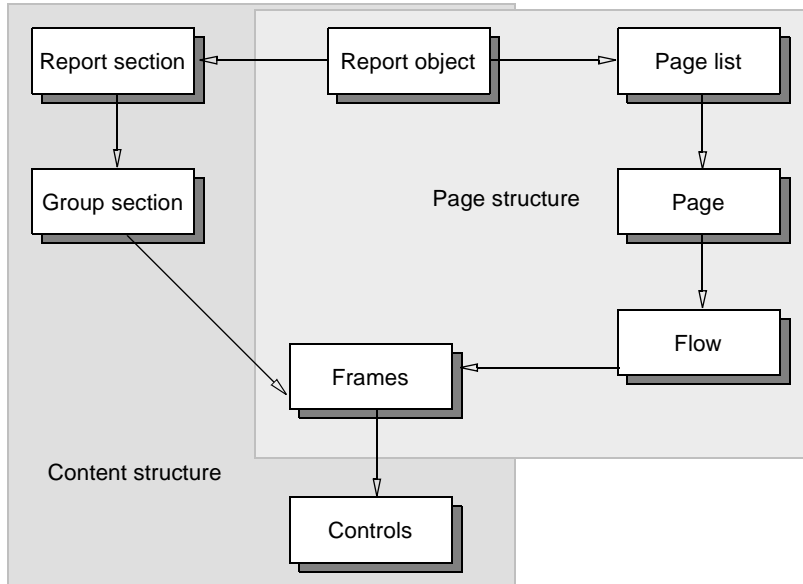 Report section
Report object
Page list
Group section
Page structure
Page
Flow
Frames
Content structure
Controls